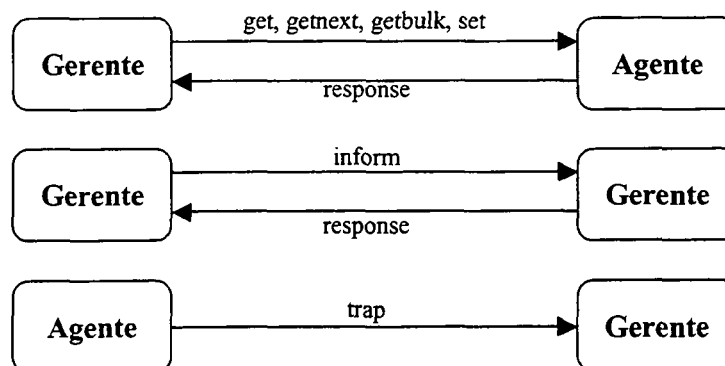 get, getnext, getbulk, set
Gerente
Agente
response
inform
Gerente
Gerente
response
trap
Agente
Gerente